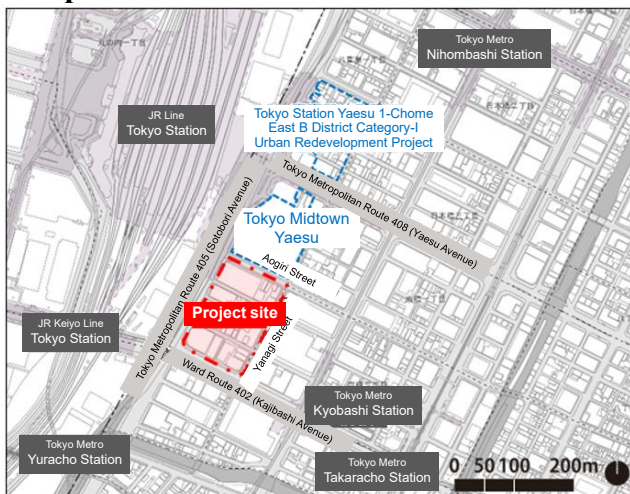 Tokyo Metro
Nihombashi Station
JR Line
Tokyo Station
Tokyo Station Yaesu 1-Chome
East B District Category-I
Urban Redevelopment Project
Tokyo Metropolitan Route 408 (Yaesu Avenue)
Tokyo Metropolitan Route 405 (Sotobori Avenue)
Tokyo Midtown
Yaesu
Aogiri Street
Project site
Yanagi Street
JR Keiyo Line
Tokyo Station
Ward Route 402 (Kajibashi Avenue)
Tokyo Metro
Kyobashi Station
Tokyo Metro
Yuracho Station
Tokyo Metro
Takaracho Station
0 50 100 200m